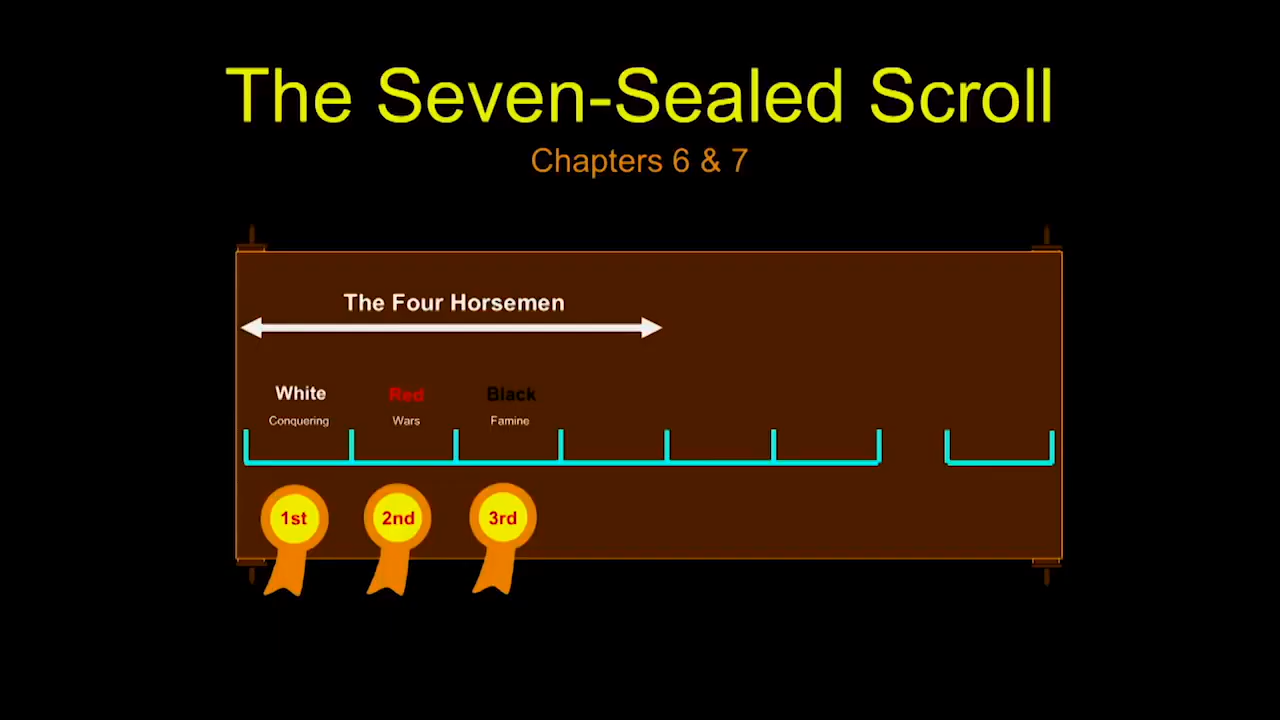 The Seven-Sealed Scroll
Chapters 6 & 7
The Four Horsemen
White Red Black
Conquering Wars Famine
1st 2nd 3rd